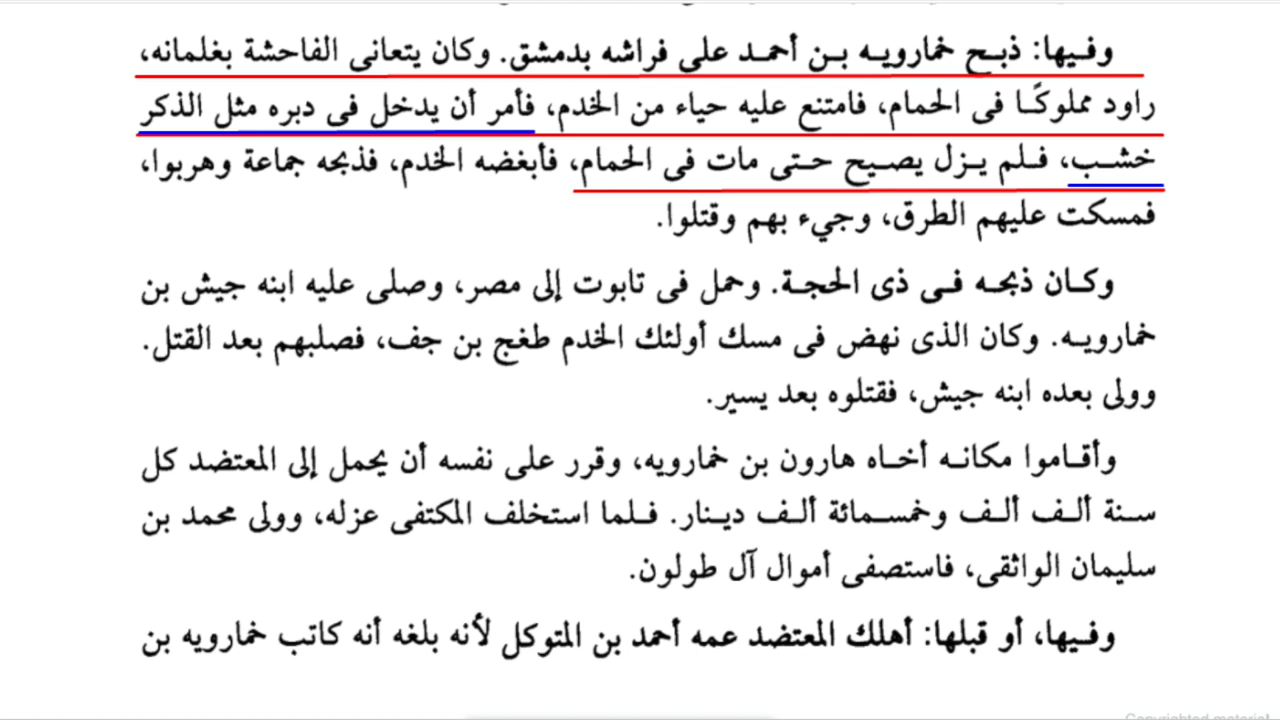 وفيها: ذبح خمارويه بن أحمد على فراشه بدمشق. وكان يتعانى الفاحشة بغلمانه،
راود مملوكًا فى الحمام، فامتنع عليه حياء من الخدم، فأمر أن يدخل فى دبره مثل الذكر
خشب، فلم يزل يصيح حتى مات فى الحمام، فأبغضه الخدم، فذبحه جماعة وهربوا،
فمسكت عليهم الطرق، وجيء بهم وقتلوا.
وكان ذبحه فى ذى الحجة. وحمل فى تابوت إلى مصر، وصلى عليه ابنه جيش بن
خمارويه. وكان الذى نهض فى مسك أولئك الخدم طغج بن جف، فصلبهم بعد القتل.
وولى بعده ابنه جيش، فقتلوه بعد يسير.
وأقاموا مكانه أخاه هارون بن خمارويه، وقرر على نفسه أن يحمل إلى المعتضد كل
سنة ألف ألف وخمسمائة ألف دينار. فلما استخلف المكتفى عزله، وولى محمد بن
سليمان الواثقى، فاستصفى أموال آل طولون.
وفيها، أو قبلها: أهلك المعتضد عمه أحمد بن المتوكل لأنه بلغه أنه كاتب خمارويه بن
Copyrighted material